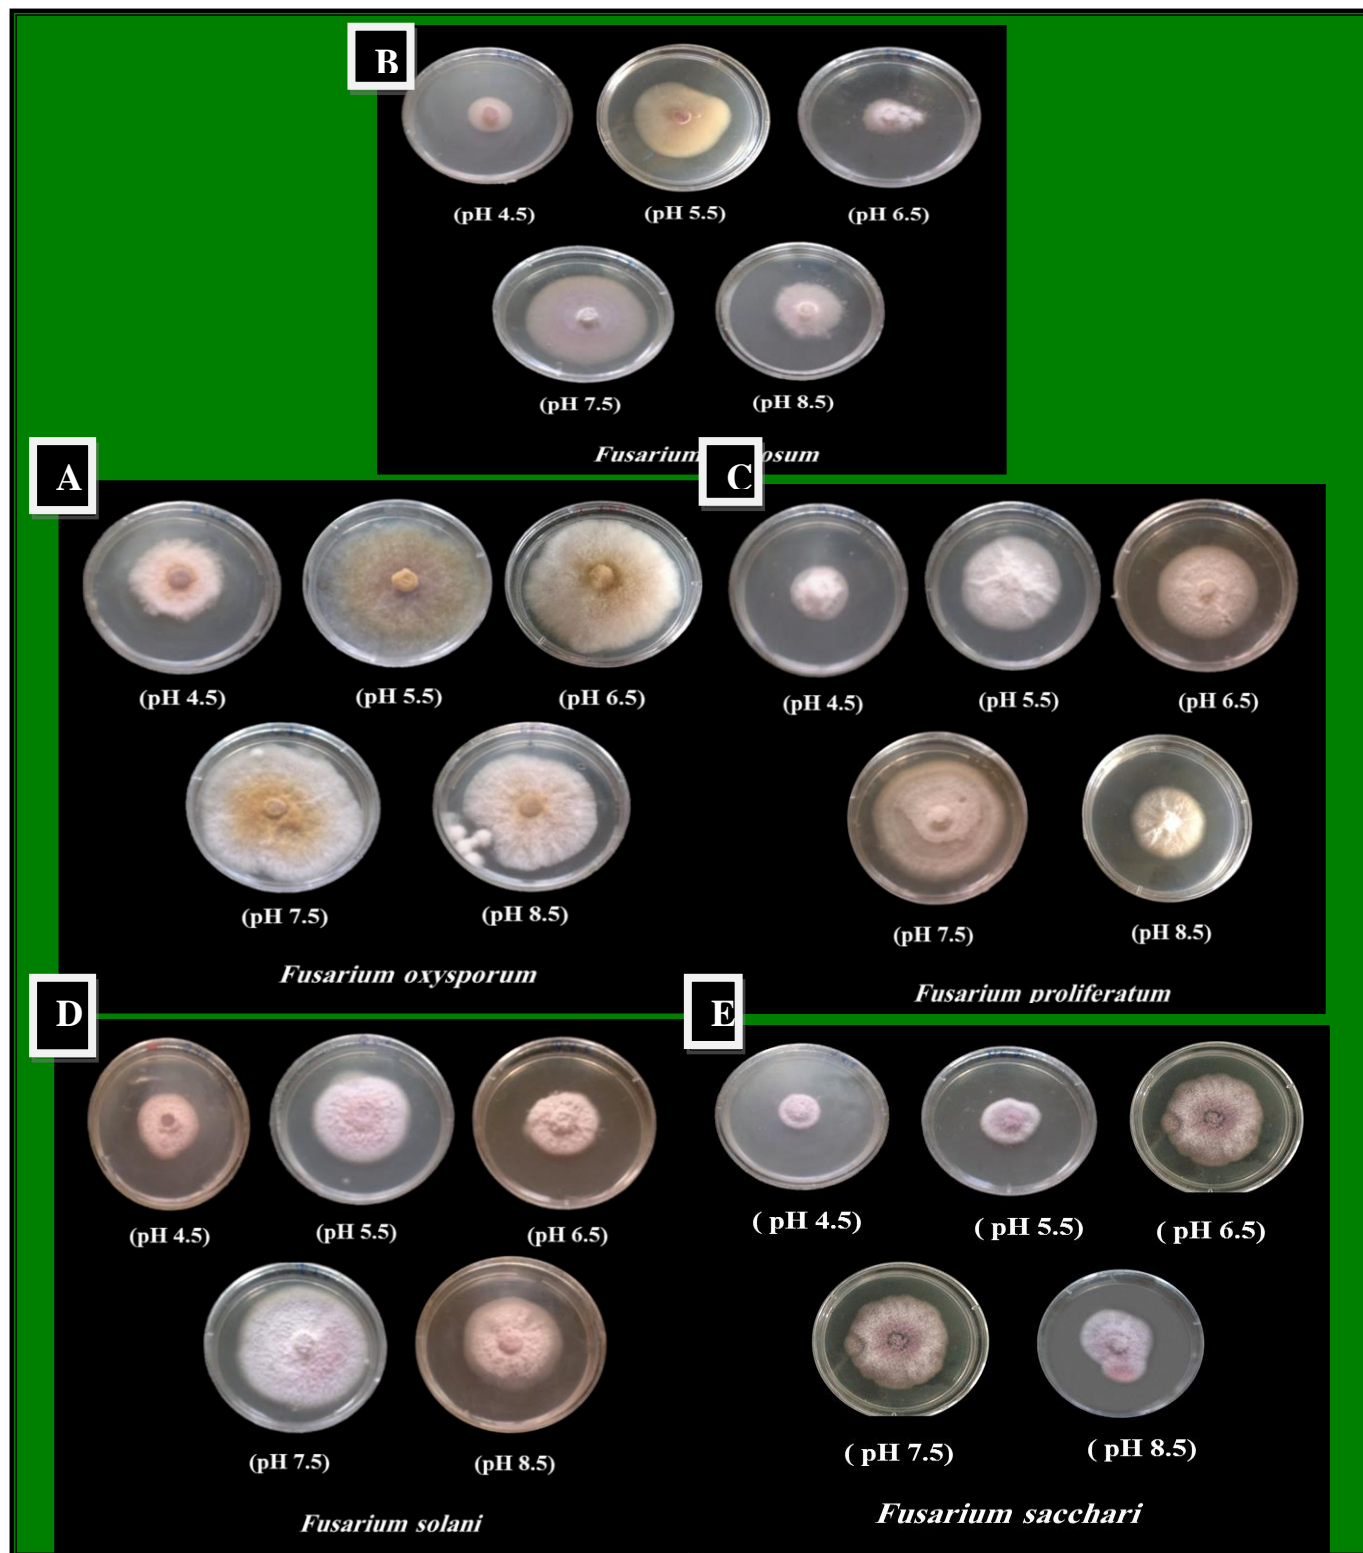 B
(pH 4.5) (pH 5.5) (pH 6.5)
(pH 7.5) (pH 8.5)
Fusarium
A
C
(pH 4.5) (pH 5.5) (pH 6.5)
(pH 7.5) (pH 8.5)
Fusarium oxysporum
(pH 4.5) (pH 5.5) (pH 6.5)
(pH 7.5) (pH 8.5)
Fusarium proliferatum
D
E
(pH 4.5) (pH 5.5) (pH 6.5)
(pH 7.5) (pH 8.5)
Fusarium solani
( pH 4.5) ( pH 5.5) ( pH 6.5)
( pH 7.5) ( pH 8.5)
Fusarium sacchari